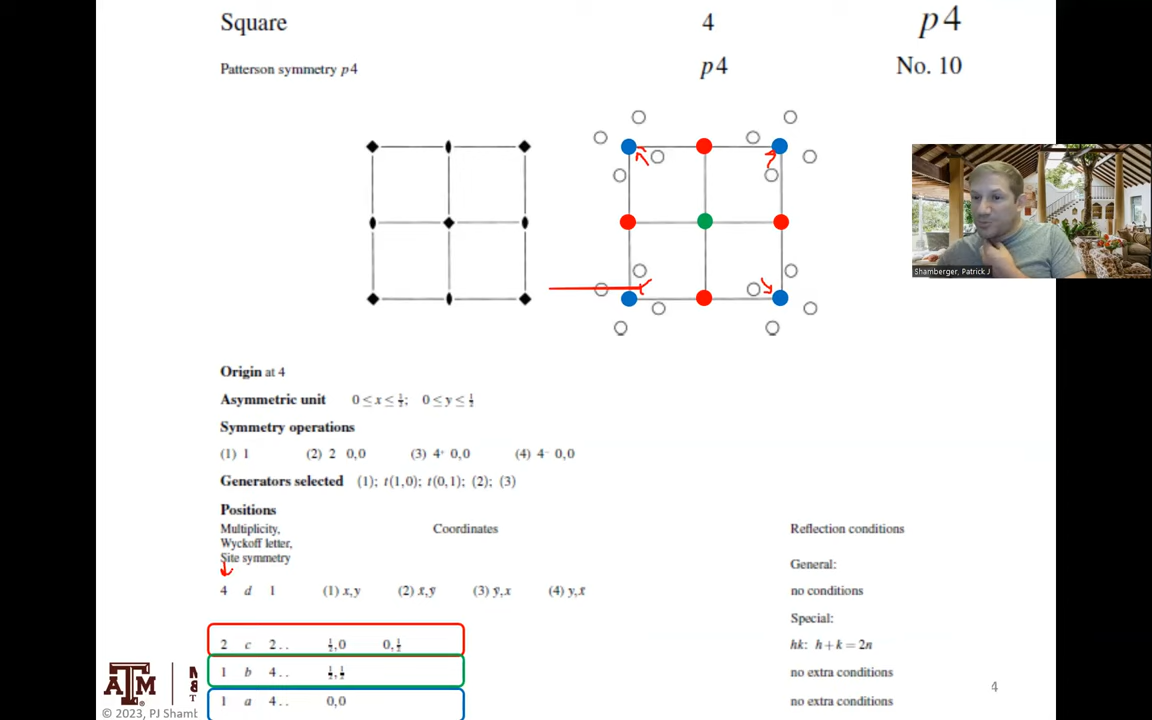 Square 4 p4
Patterson symmetry p4 p4 No. 10
Shamberger, Patrick J
Origin at 4
Asymmetric unit 0 ≤ x ≤ ½; 0 ≤ y ≤ ½
Symmetry operations
(1) 1 (2) 2 0,0 (3) 4⁺ 0,0 (4) 4⁻ 0,0
Generators selected (1); t(1,0); t(0,1); (2); (3)
Positions
Multiplicity, Coordinates Reflection conditions
Wyckoff letter,
Site symmetry
General:
4 d 1 (1) x,y (2) x̄,ȳ (3) ȳ,x (4) y,x̄ no conditions
Special:
2 c 2.. ½,0 0,½ hk: h+k=2n
1 b 4.. ½,½ no extra conditions
1 a 4.. 0,0 no extra conditions
4
ĀTM
© 2023, PJ Shamb